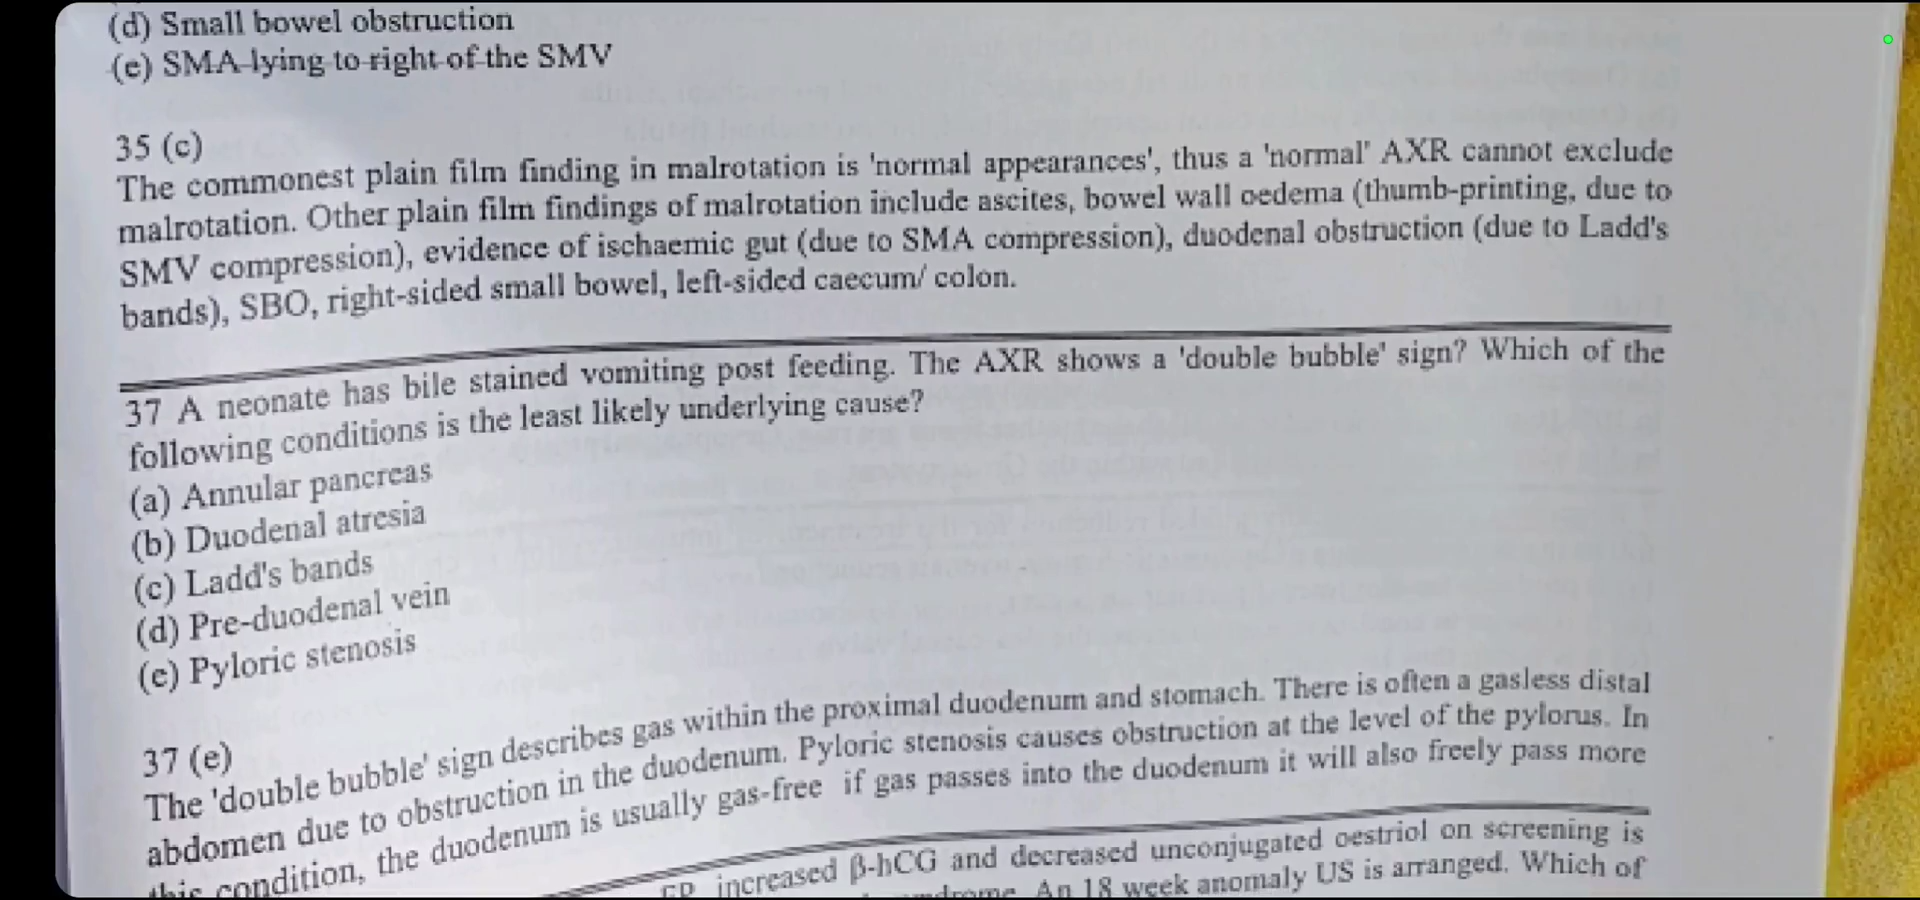 (d) Small bowel obstruction
(e) SMA lying to right of the SMV
35 (c)
The commonest plain film finding in malrotation is 'normal appearances', thus a 'normal' AXR cannot exclude
malrotation. Other plain film findings of malrotation include ascites, bowel wall oedema (thumb-printing, due to
SMV compression), evidence of ischaemic gut (due to SMA compression), duodenal obstruction (due to Ladd's
bands), SBO, right-sided small bowel, left-sided caecum/ colon.
37 A neonate has bile stained vomiting post feeding. The AXR shows a 'double bubble' sign? Which of the
following conditions is the least likely underlying cause?
(a) Annular pancreas
(b) Duodenal atresia
(c) Ladd's bands
(d) Pre-duodenal vein
(e) Pyloric stenosis
37 (e)
The 'double bubble' sign describes gas within the proximal duodenum and stomach. There is often a gasless distal
abdomen due to obstruction in the duodenum. Pyloric stenosis causes obstruction at the level of the pylorus. In
this condition, the duodenum is usually gas-free if gas passes into the duodenum it will also freely pass more
increased β-hCG and decreased unconjugated oestriol on screening is
An 18 week anomaly US is arranged. Which of